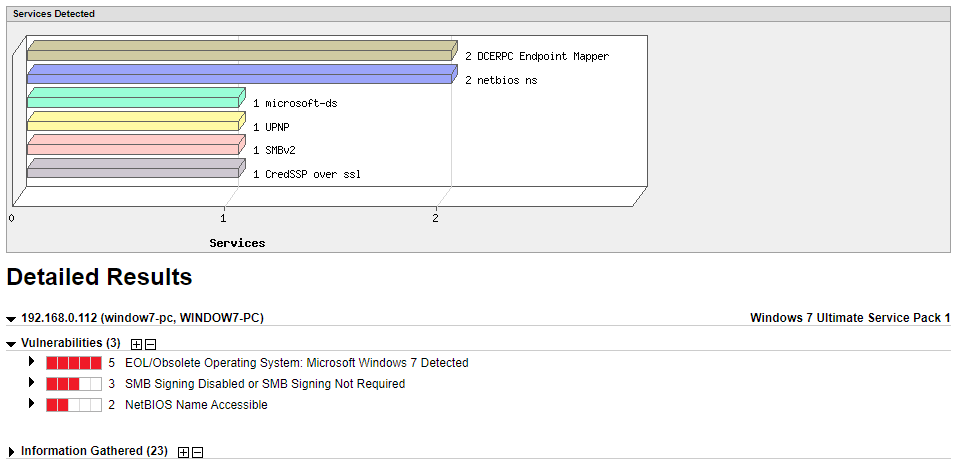 Services Detected
2 DCERPC Endpoint Mapper
2 netbios ns
1 microsoft-ds
1 UPNP
1 SMBv2
1 CredSSP over ssl
0 1 2
Services
Detailed Results
192.168.0.112 (window7-pc, WINDOW7-PC) Windows 7 Ultimate Service Pack 1
Vulnerabilities (3)
5 EOL/Obsolete Operating System: Microsoft Windows 7 Detected
3 SMB Signing Disabled or SMB Signing Not Required
2 NetBIOS Name Accessible
Information Gathered (23)